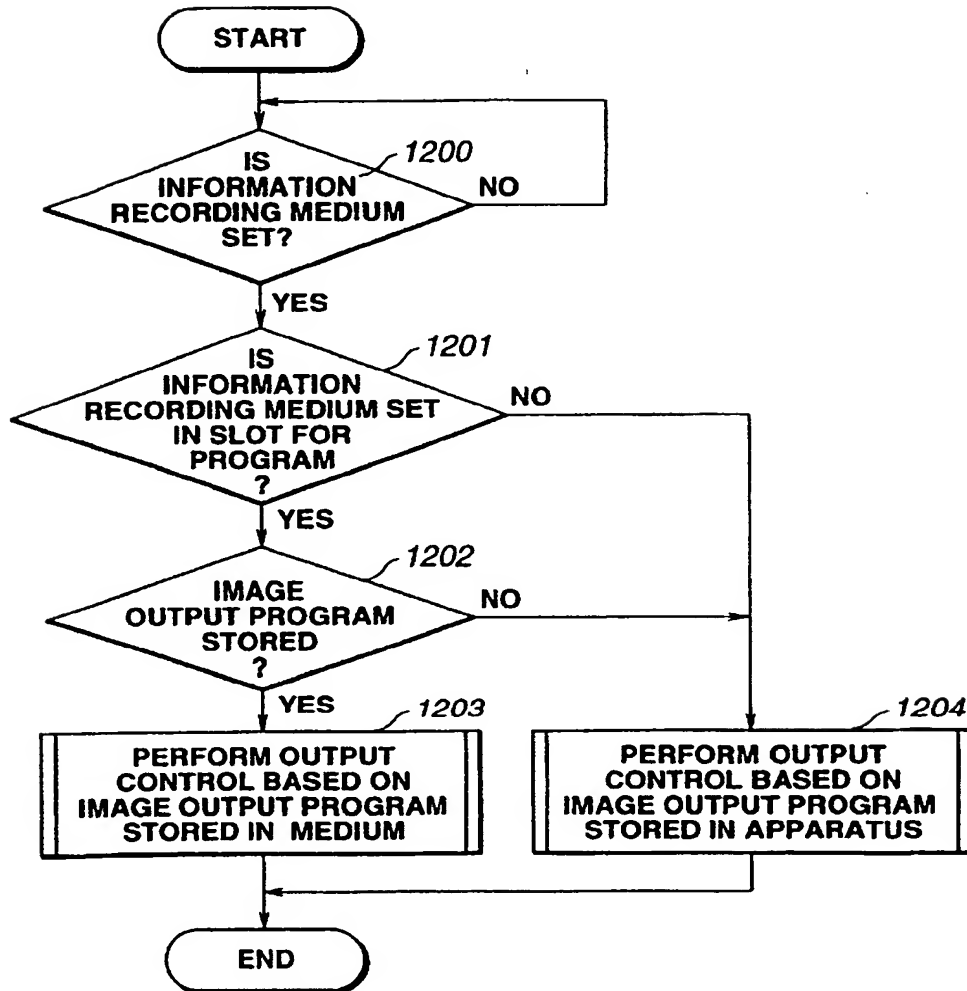 START
1200
IS
INFORMATION
RECORDING MEDIUM
SET?
NO
YES
1201
IS
INFORMATION
RECORDING MEDIUM SET
IN SLOT FOR
PROGRAM
?
NO
YES
1202
IMAGE
OUTPUT PROGRAM
STORED
?
NO
YES
1203
PERFORM OUTPUT
CONTROL BASED ON
IMAGE OUTPUT PROGRAM
STORED IN MEDIUM
1204
PERFORM OUTPUT
CONTROL BASED ON
IMAGE OUTPUT PROGRAM
STORED IN APPARATUS
END